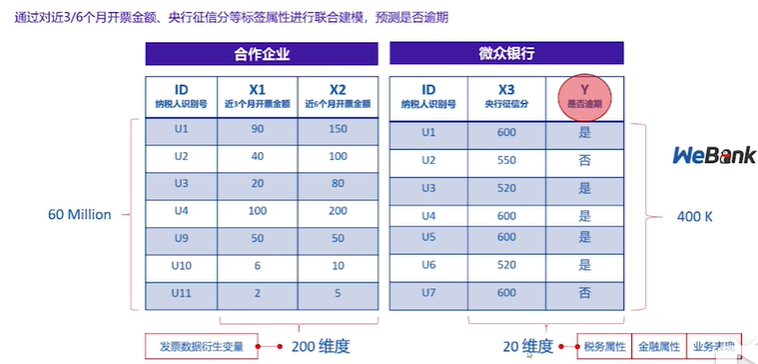 通过对近3/6个月开票金额、央行征信分等标签属性进行联合建模，预测是否逾期
合作企业
ID X1 X2
纳税人识别号 近3个月开票金额 近6个月开票金额
U1 90 150
U2 40 100
U3 20 80
U4 100 200
U9 50 50
U10 6 10
U11 2 5
60 Million
发票数据衍生变量 200 维度
微众银行
ID X3 Y
纳税人识别号 央行征信分 是否逾期
U1 600 是
U2 550 否
U3 520 是
U4 600 是
U5 600 是
U6 520 是
U7 600 否
400 K
20 维度 税务属性 金融属性 业务表现
WeBank